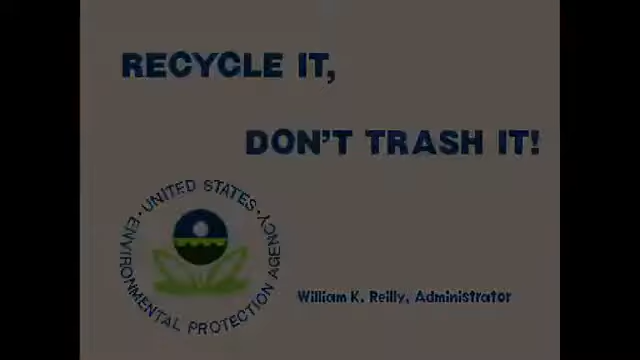 RECYCLE IT,
DON'T TRASH IT!
UNITED STATES
ENVIRONMENTAL PROTECTION AGENCY
William K. Reilly, Administrator